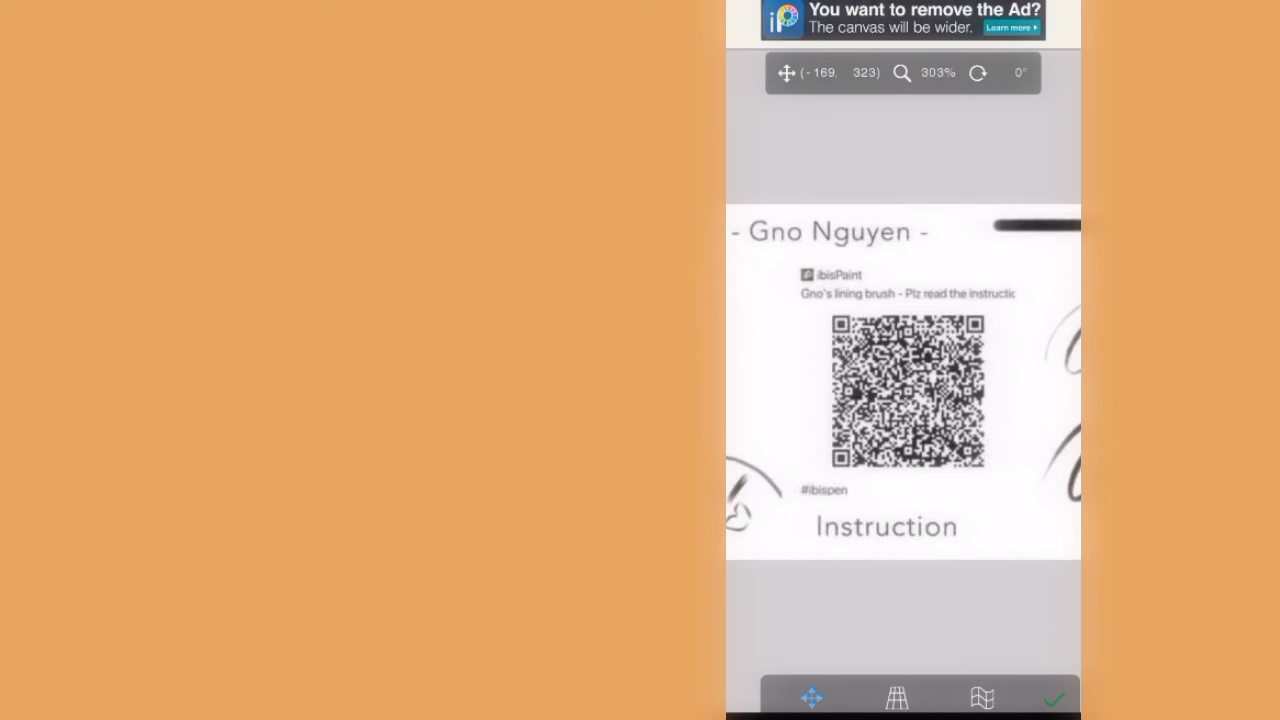 You want to remove the Ad?
The canvas will be wider. Learn more
(- 169. 323) 303% 0°
- Gno Nguyen -
ibisPaint
Gno's lining brush - Plz read the instructic
#ibispen
Instruction